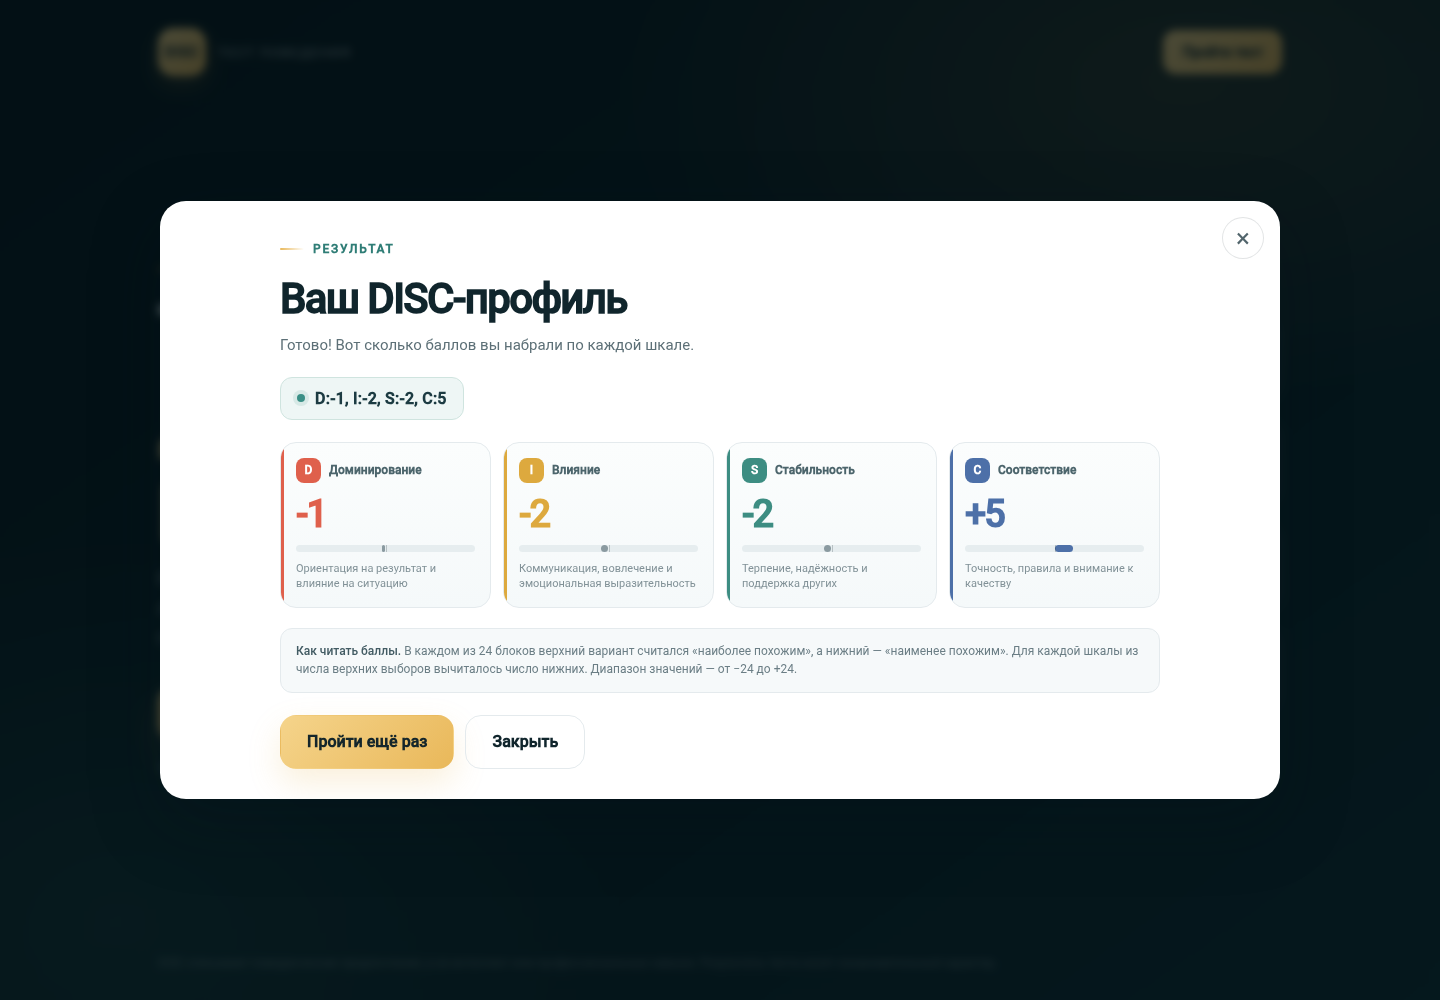 РЕЗУЛЬТАТ
Ваш DISC-профиль
Готово! Вот сколько баллов вы набрали по каждой шкале.
D:-1, I:-2, S:-2, C:5
D Доминирование
-1
Ориентация на результат и
влияние на ситуацию
I Влияние
-2
Коммуникация, вовлечение и
эмоциональная выразительность
S Стабильность
-2
Терпение, надёжность и
поддержка других
C Соответствие
+5
Точность, правила и внимание к
качеству
Как читать баллы. В каждом из 24 блоков верхний вариант считался «наиболее похожим», а нижний — «наименее похожим». Для каждой шкалы из
числа верхних выборов вычиталось число нижних. Диапазон значений — от −24 до +24.
Пройти ещё раз
Закрыть